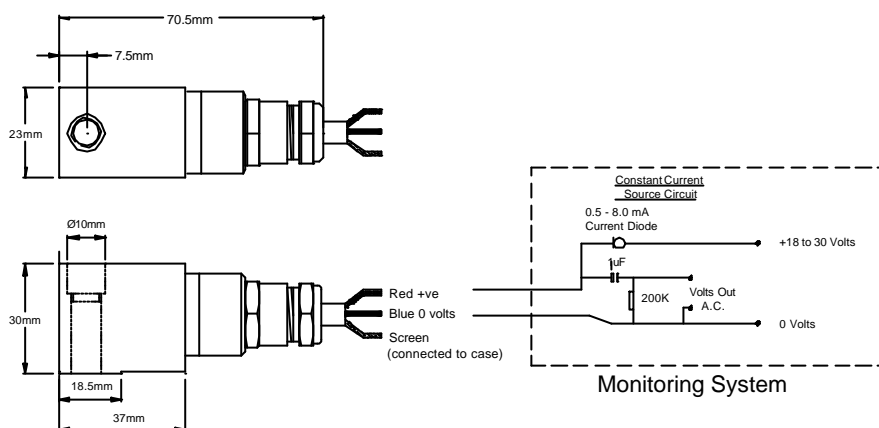 70.5mm
7.5mm
23mm
Ø10mm
30mm
18.5mm
37mm
Red +ve
Blue 0 volts
Screen
(connected to case)
Constant Current
Source Circuit
0.5 - 8.0 mA
Current Diode
+18 to 30 Volts
1uF
200K
Volts Out
A.C.
0 Volts
Monitoring System